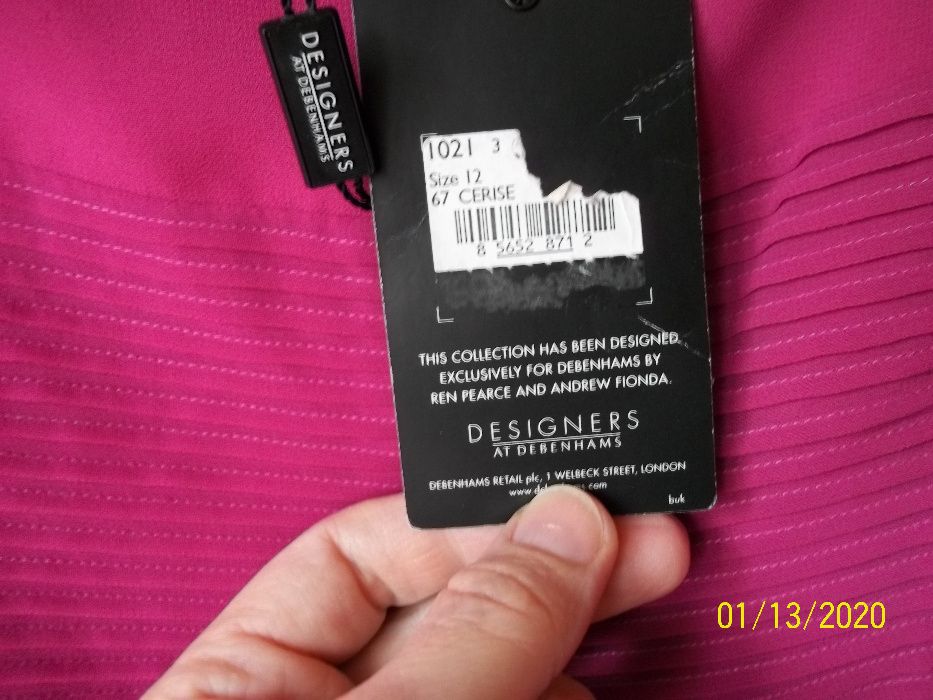 DESIGNERS
AT DEBENHAMS
1021 3
Size 12
67 CERISE
8 5652 871 2
THIS COLLECTION HAS BEEN DESIGNED
EXCLUSIVELY FOR DEBENHAMS BY
REN PEARCE AND ANDREW FIONDA.
DESIGNERS
AT DEBENHAMS
DEBENHAMS RETAIL plc, 1 WELBECK STREET, LONDON
buk
01/13/2020